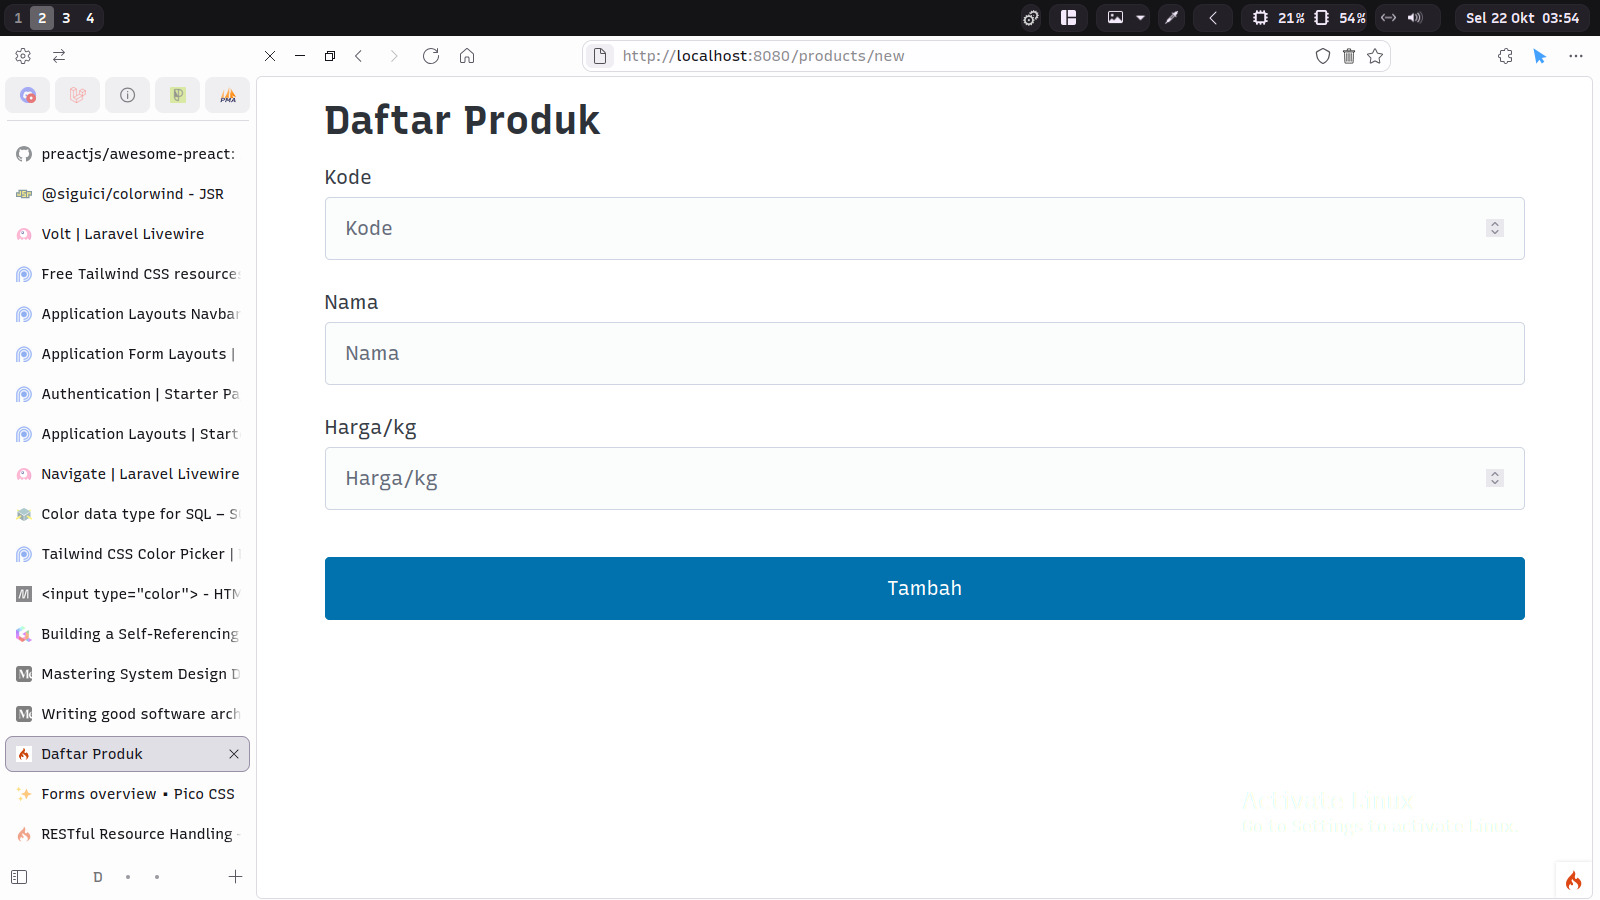 1 2 3 4
21% 54% Sel 22 Okt 03:54
http://localhost:8080/products/new
PMA
preactjs/awesome-preact:
@siguici/colorwind - JSR
Volt | Laravel Livewire
Free Tailwind CSS resources
Application Layouts Navbar
Application Form Layouts |
Authentication | Starter Pa
Application Layouts | Start
Navigate | Laravel Livewire
Color data type for SQL – S
Tailwind CSS Color Picker |
<input type="color"> - HTM
Building a Self-Referencing
Mastering System Design D
Writing good software arch
Daftar Produk
Forms overview • Pico CSS
RESTful Resource Handling -
D
Daftar Produk
Kode
Kode
Nama
Nama
Harga/kg
Harga/kg
Tambah
Activate Linux
Go to Settings to activate Linux.